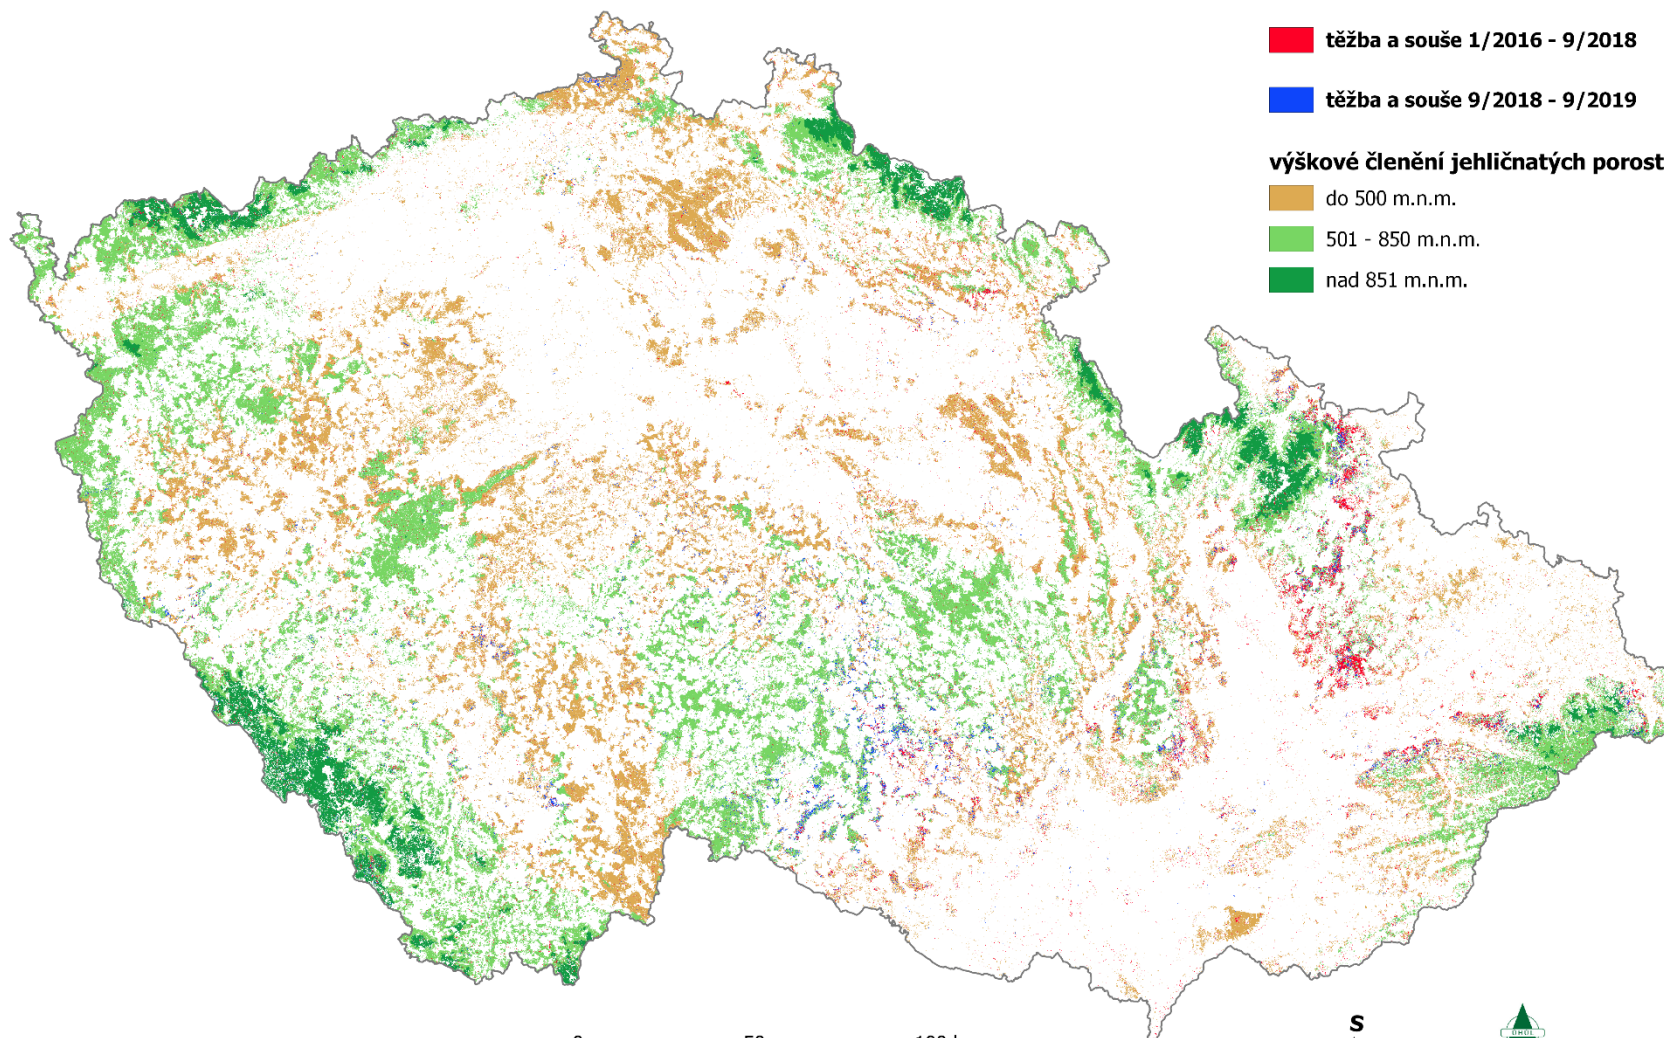 těžba a souše 1/2016 - 9/2018
těžba a souše 9/2018 - 9/2019
výškové členění jehličnatých porost
do 500 m.n.m.
501 - 850 m.n.m.
nad 851 m.n.m.
S